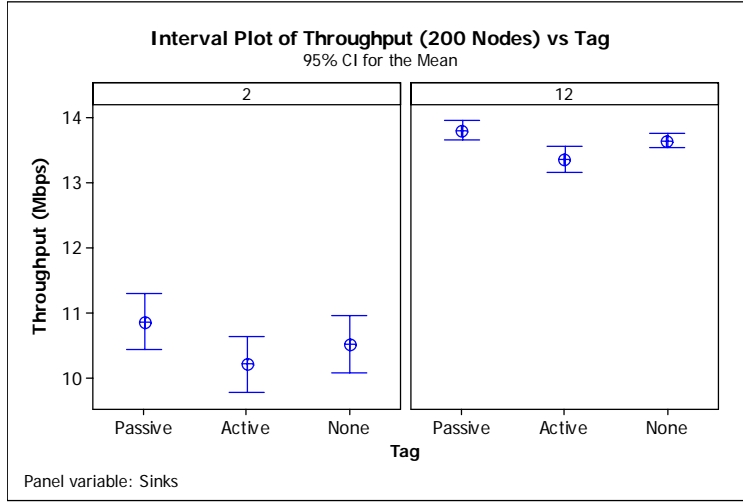 Interval Plot of Throughput (200 Nodes) vs Tag
95% CI for the Mean
2
12
Throughput (Mbps)
14
13
12
11
10
Passive
Active
None
Passive
Active
None
Tag
Panel variable: Sinks